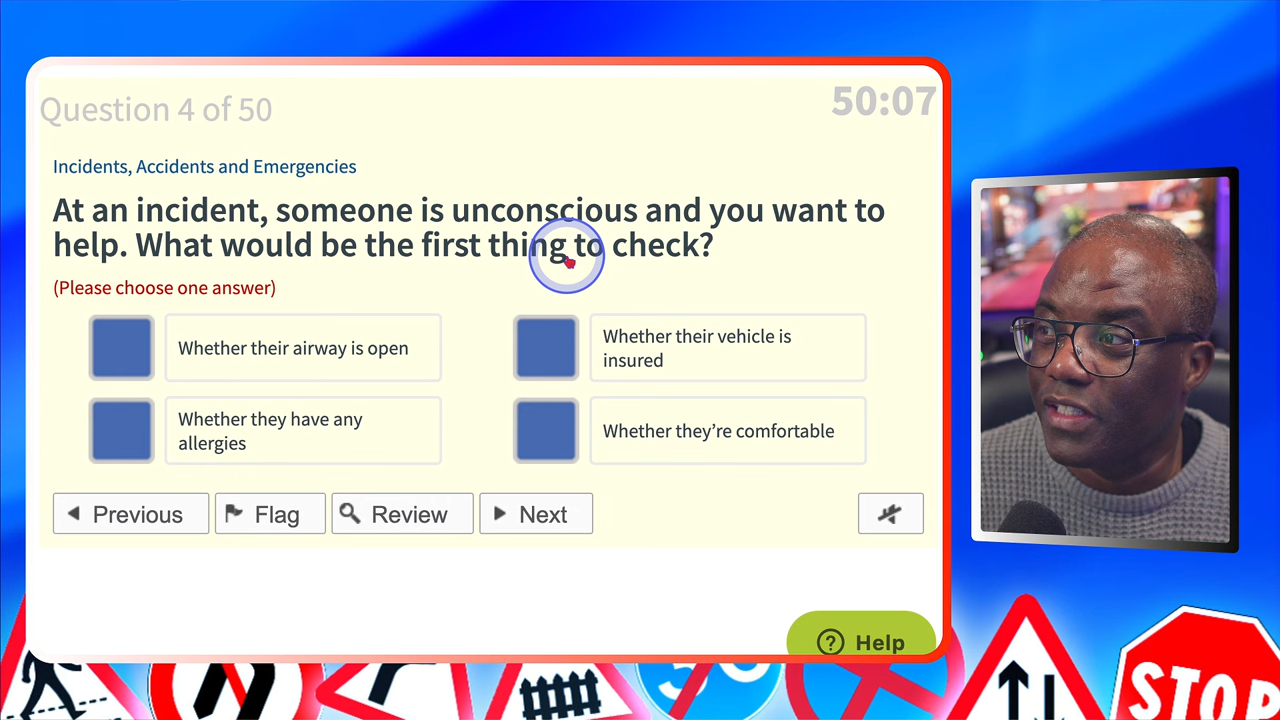 Question 4 of 50
50:07
Incidents, Accidents and Emergencies
At an incident, someone is unconscious and you want to
help. What would be the first thing to check?
(Please choose one answer)
Whether their airway is open
Whether their vehicle is
insured
Whether they have any
allergies
Whether they're comfortable
Previous
Flag
Review
Next
? Help
STOP